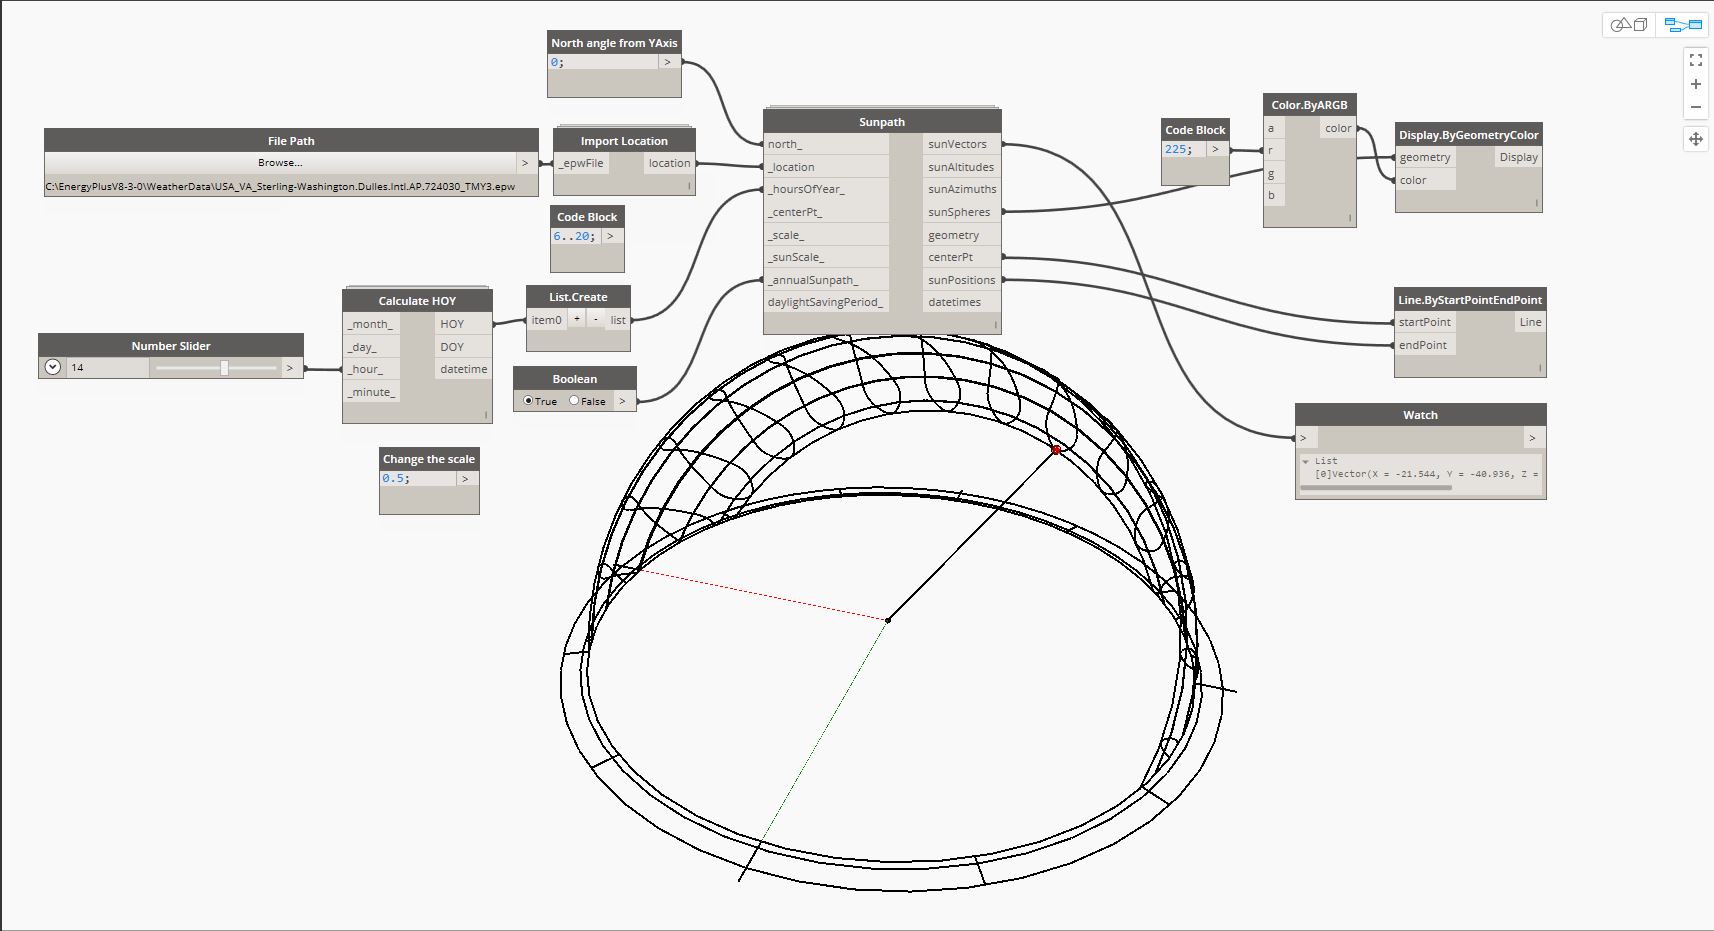 North angle from YAxis
0;
>
File Path
Browse...
>
C:\EnergyPlusV8-3-0\WeatherData\USA_VA_Sterling-Washington.Dulles.Intl.AP.724030_TMY3.epw
Import Location
_epwFile
location
Code Block
6..20;
>
Calculate HOY
_month_
HOY
_day_
DOY
_hour_
datetime
_minute_
Number Slider
14
>
List.Create
item0
+
-
list
Boolean
True
False
>
Change the scale
0.5;
>
Sunpath
north_
sunVectors
_location
sunAltitudes
_hoursOfYear_
sunAzimuths
_centerPt_
sunSpheres
_scale_
geometry
_sunScale_
centerPt
_annualSunpath_
sunPositions
daylightSavingPeriod_
datetimes
Code Block
225;
>
Color.ByARGB
a
color
r
g
b
Display.ByGeometryColor
geometry
Display
color
Line.ByStartPointEndPoint
startPoint
Line
endPoint
Watch
>
>
List
[0]Vector(X = -21.544, Y = -40.936, Z =